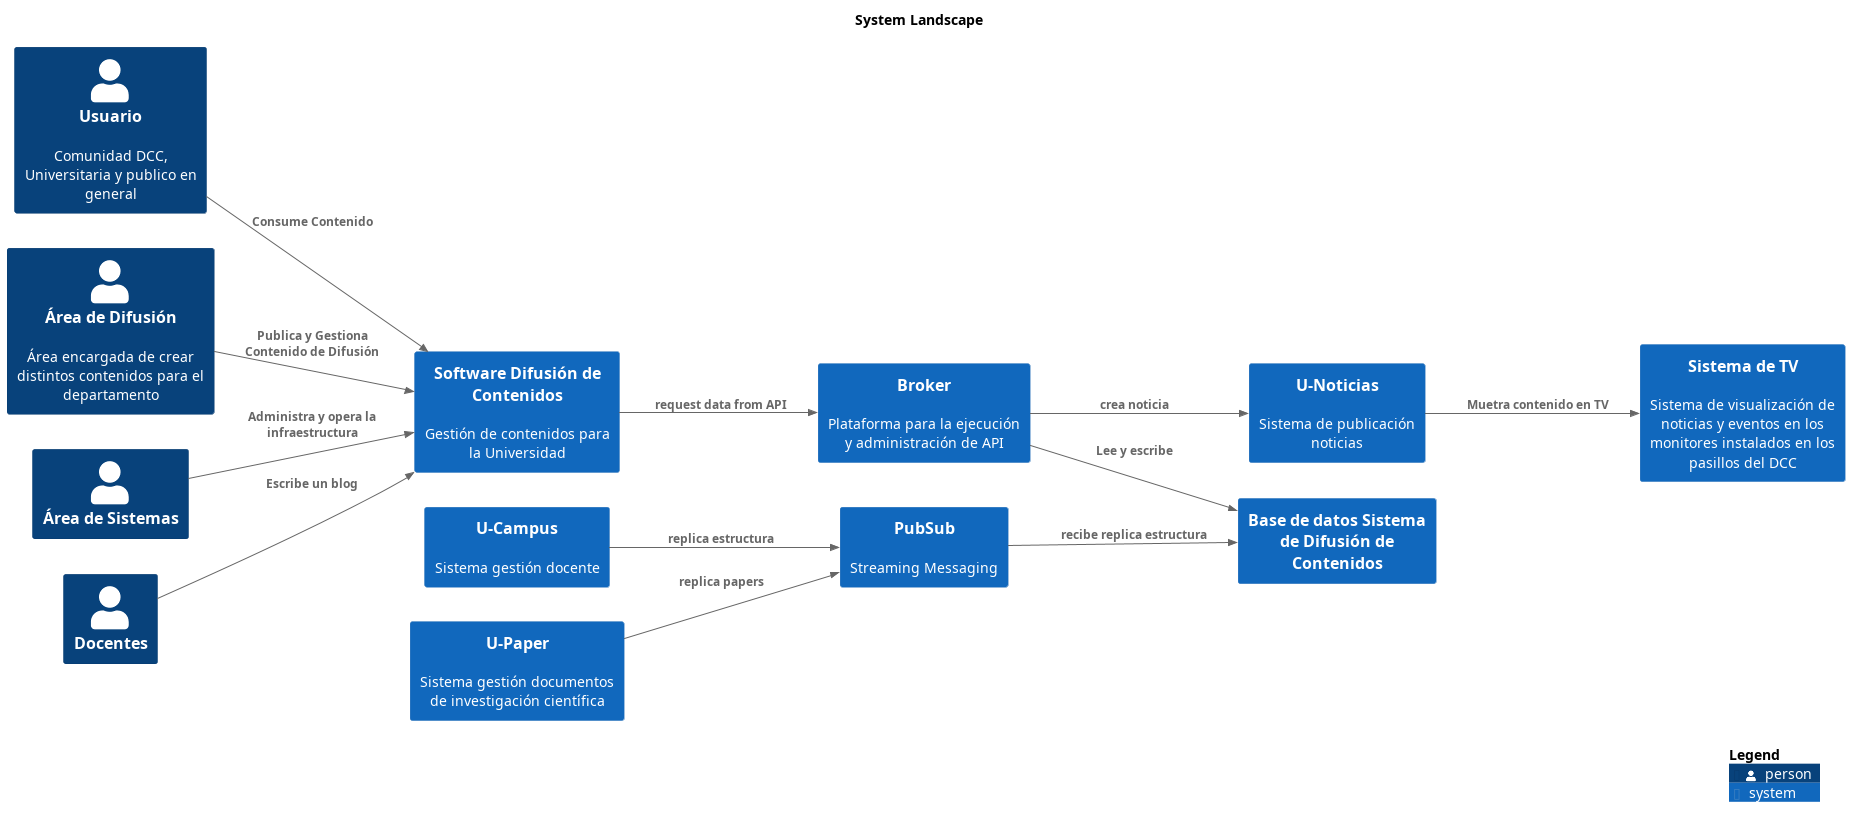 System Landscape
Usuario
Comunidad DCC,
Universitaria y publico en
general
Consume Contenido
Área de Difusión
Área encargada de crear
distintos contenidos para el
departamento
Publica y Gestiona
Contenido de Difusión
Área de Sistemas
Administra y opera la
infraestructura
Docentes
Escribe un blog
Software Difusión de
Contenidos
Gestión de contenidos para
la Universidad
request data from API
U-Campus
Sistema gestión docente
replica estructura
U-Paper
Sistema gestión documentos
de investigación científica
replica papers
Broker
Plataforma para la ejecución
y administración de API
crea noticia
Lee y escribe
PubSub
Streaming Messaging
recibe replica estructura
U-Noticias
Sistema de publicación
noticias
Muetra contenido en TV
Base de datos Sistema
de Difusión de
Contenidos
Sistema de TV
Sistema de visualización de
noticias y eventos en los
monitores instalados en los
pasillos del DCC
Legend
person
system